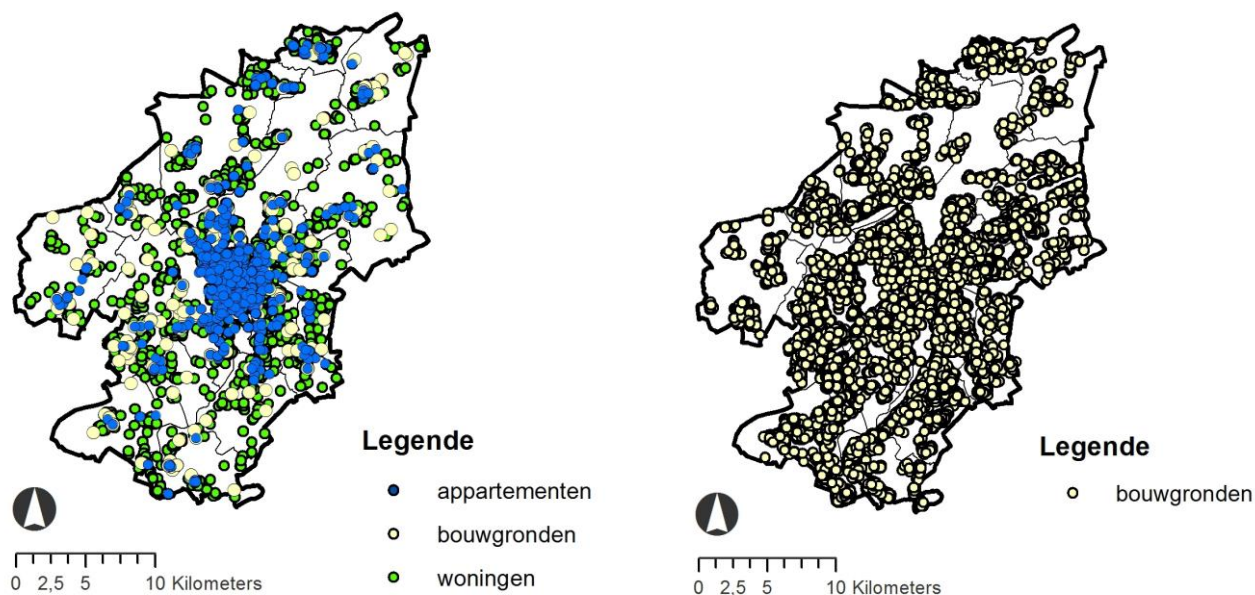 Legende
appartementen
bouwgronden
woningen
0 2,5 5 10 Kilometers
Legende
bouwgronden
0 2,5 5 10 Kilometers